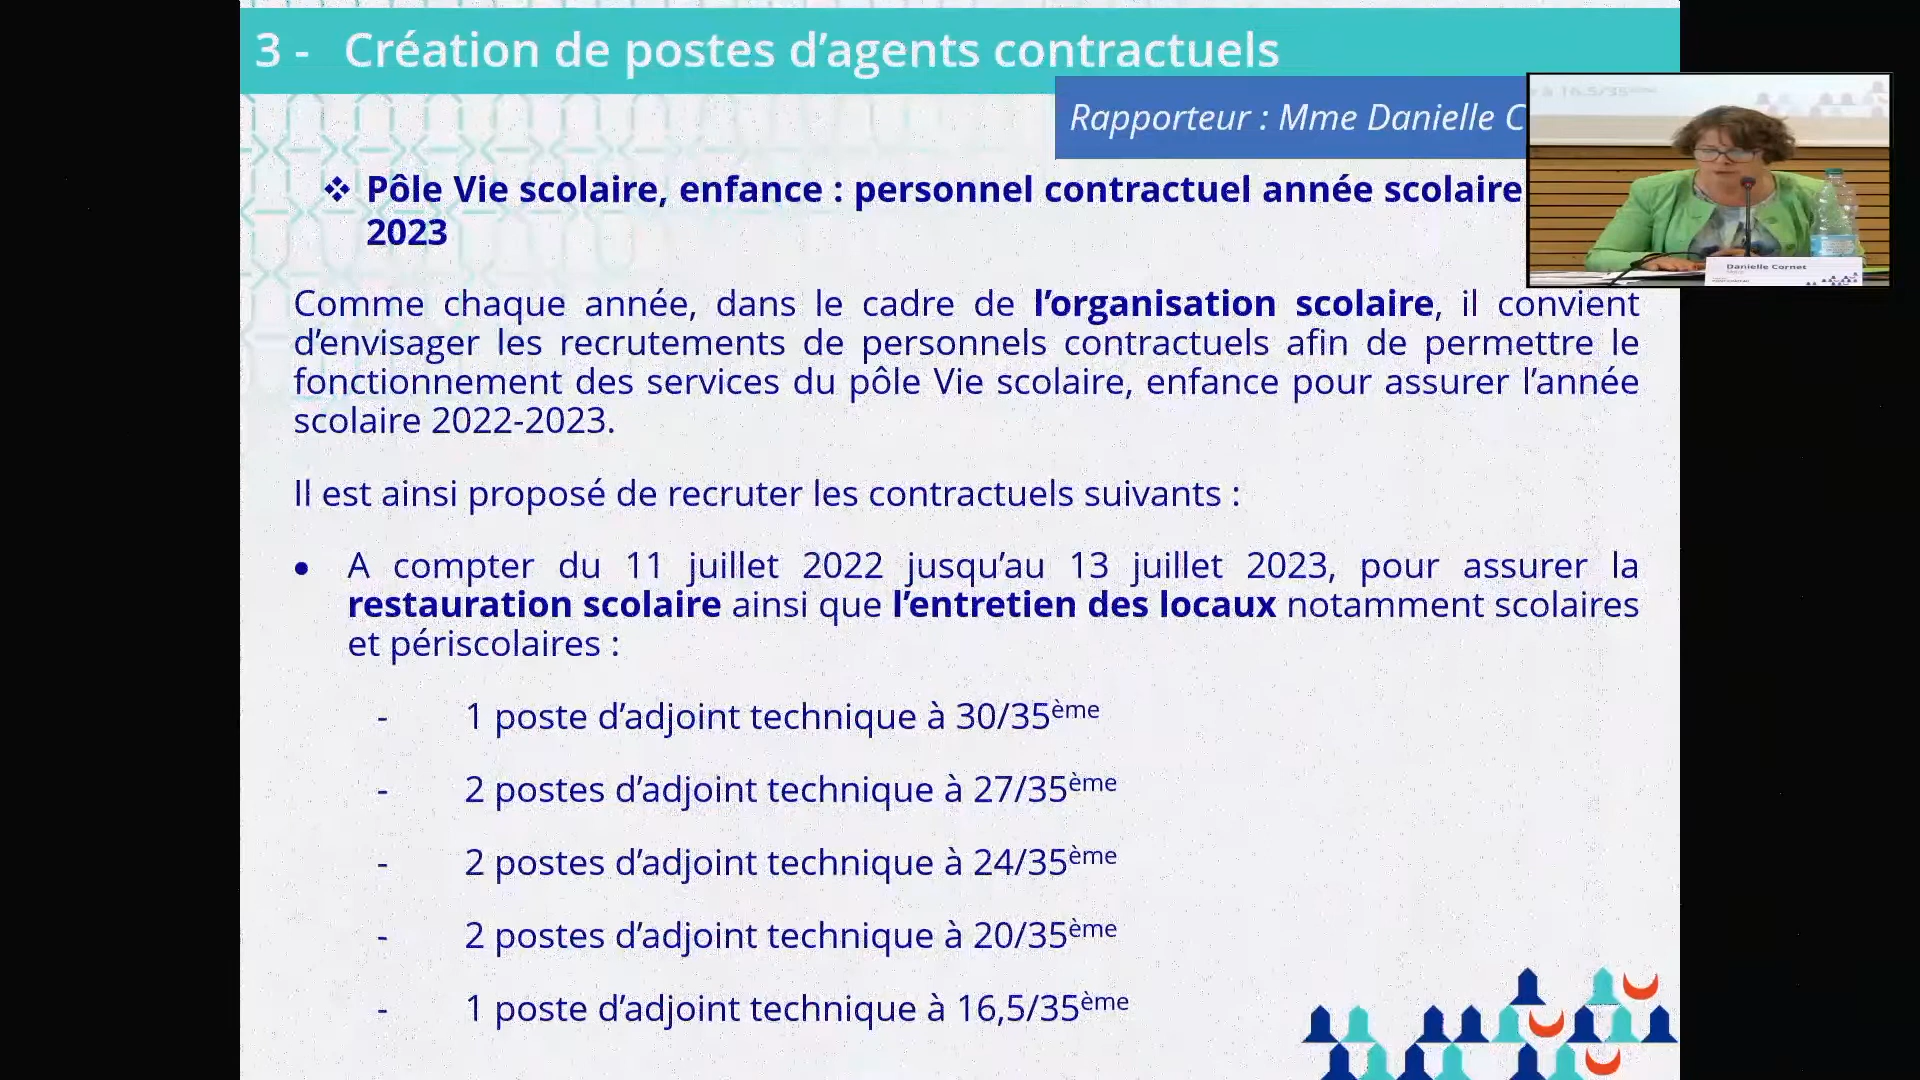 3 - Création de postes d’agents contractuels
Rapporteur : Mme Danielle C
à 16,5/35ème
❖ Pôle Vie scolaire, enfance : personnel contractuel année scolaire
2023
Danielle Cornet
Comme chaque année, dans le cadre de l’organisation scolaire, il convient
d’envisager les recrutements de personnels contractuels afin de permettre le
fonctionnement des services du pôle Vie scolaire, enfance pour assurer l’année
scolaire 2022-2023.
Il est ainsi proposé de recruter les contractuels suivants :
• A compter du 11 juillet 2022 jusqu’au 13 juillet 2023, pour assurer la
restauration scolaire ainsi que l’entretien des locaux notamment scolaires
et périscolaires :
- 1 poste d’adjoint technique à 30/35ème
- 2 postes d’adjoint technique à 27/35ème
- 2 postes d’adjoint technique à 24/35ème
- 2 postes d’adjoint technique à 20/35ème
- 1 poste d’adjoint technique à 16,5/35ème